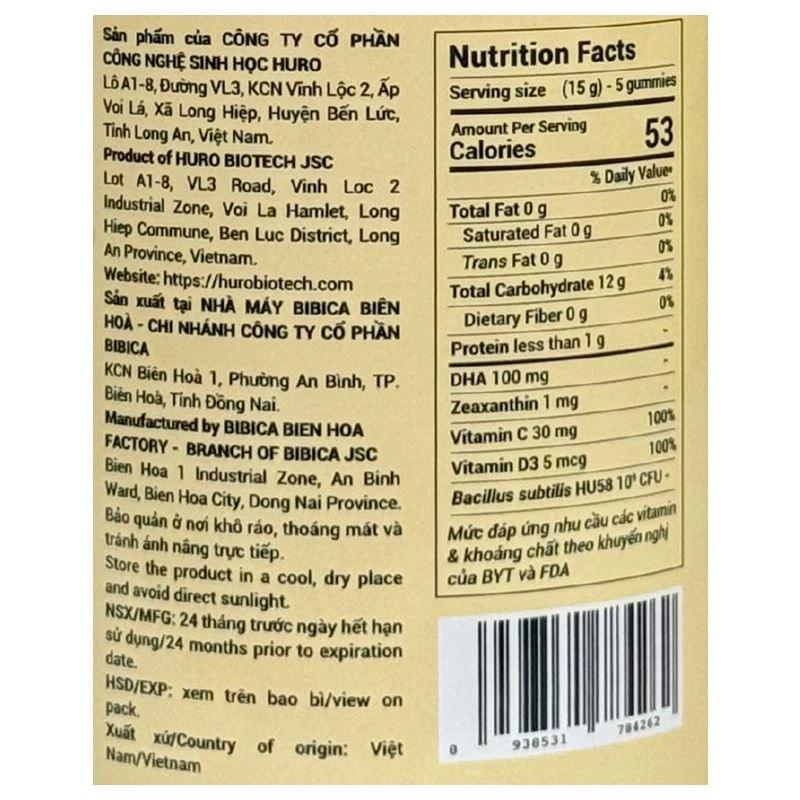 Sản phẩm của CÔNG TY CỔ PHẦN
CÔNG NGHỆ SINH HỌC HURO
Lô A1-8, Đường VL3, KCN Vĩnh Lộc 2, Ấp
Voi Lá, Xã Long Hiệp, Huyện Bến Lức,
Tỉnh Long An, Việt Nam.
Product of HURO BIOTECH JSC
Lot A1-8, VL3 Road, Vinh Loc 2
Industrial Zone, Voi La Hamlet, Long
Hiep Commune, Ben Luc District, Long
An Province, Vietnam.
Website: https://hurobiotech.com
Sản xuất tại NHÀ MÁY BIBICA BIÊN
HOÀ - CHI NHÁNH CÔNG TY CỔ PHẦN
BIBICA
KCN Biên Hoà 1, Phường An Bình, TP.
Biên Hoà, Tỉnh Đồng Nai.
Manufactured by BIBICA BIEN HOA
FACTORY - BRANCH OF BIBICA JSC
Bien Hoa 1 Industrial Zone, An Binh
Ward, Bien Hoa City, Dong Nai Province.
Bảo quản ở nơi khô ráo, thoáng mát và
tránh ánh nắng trực tiếp.
Store the product in a cool, dry place
and avoid direct sunlight.
NSX/MFG: 24 tháng trước ngày hết hạn
sử dụng/24 months prior to expiration
date.
HSD/EXP: xem trên bao bì/view on
pack.
Xuất xứ/Country of origin: Việt
Nam/Vietnam
Nutrition Facts
Serving size (15 g) - 5 gummies
Amount Per Serving
Calories 53
% Daily Value*
Total Fat 0 g 0%
Saturated Fat 0 g 0%
Trans Fat 0 g 0%
Total Carbohydrate 12 g 4%
Dietary Fiber 0 g 0%
Protein less than 1 g -
DHA 100 mg -
Zeaxanthin 1 mg -
Vitamin C 30 mg 100%
Vitamin D3 5 mcg 100%
Bacillus subtilis HU58 10⁹ CFU -
Mức đáp ứng nhu cầu các vitamin
& khoáng chất theo khuyến nghị
của BYT và FDA
0 938531 784262